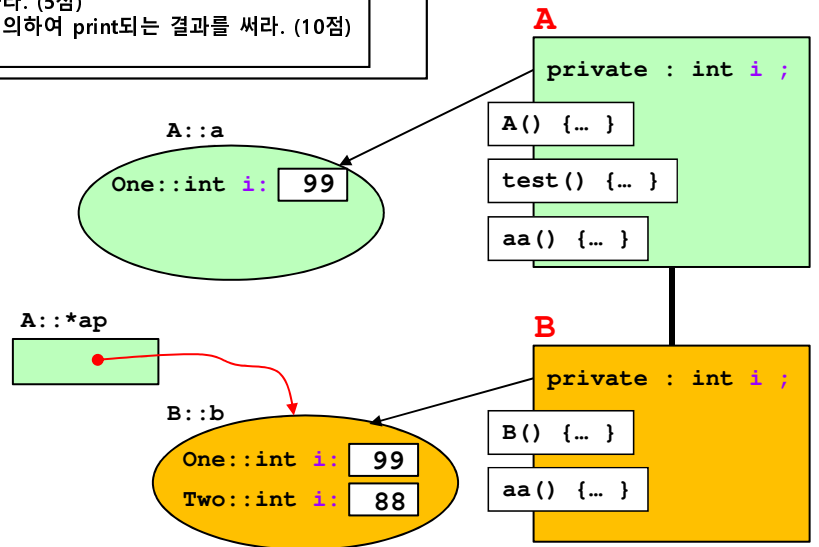 라. (5점)
의하여 print되는 결과를 써라. (10점)
A
private : int i ;
A() {… }
test() {… }
aa() {… }
A::a
One::int i: 99
A::*ap
B
private : int i ;
B() {… }
aa() {… }
B::b
One::int i: 99
Two::int i: 88